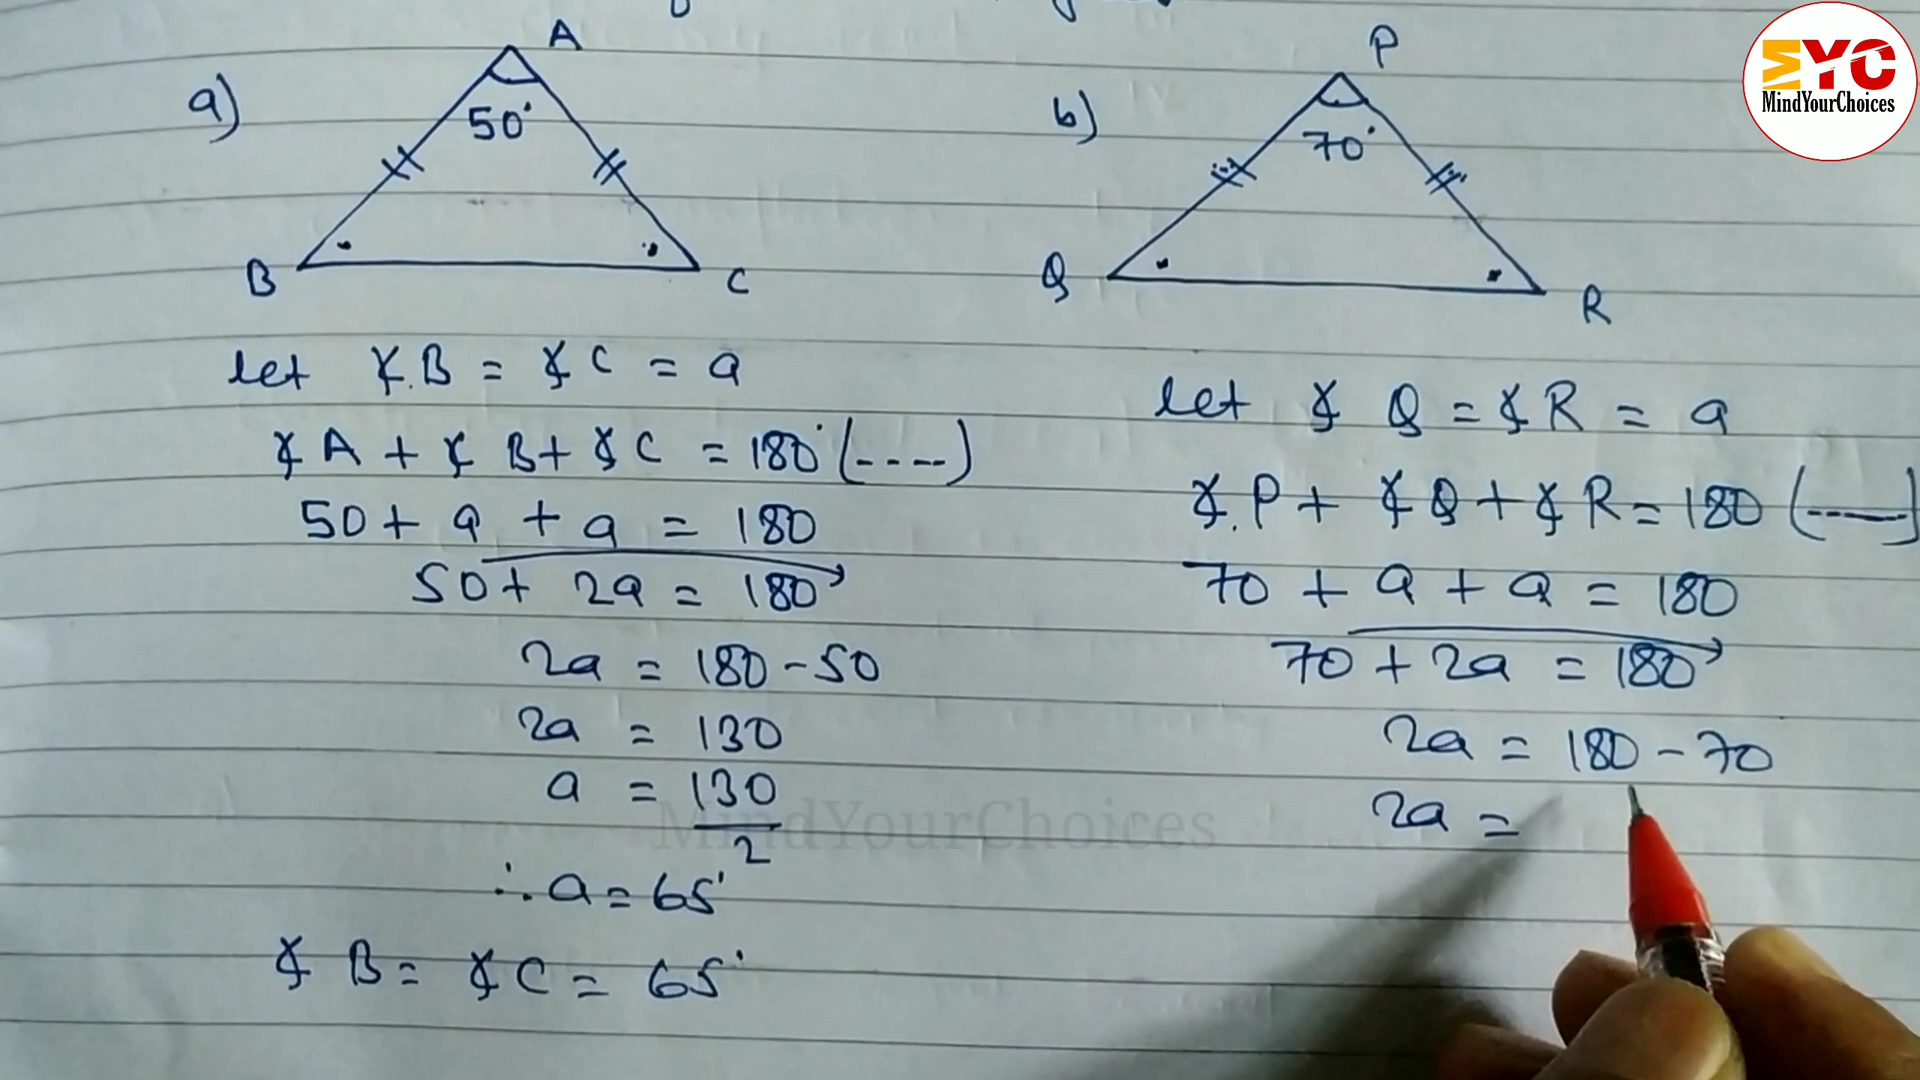 MYC
MindYourChoices
a)
A
50°
B
C
let ∠B = ∠C = a
∠A + ∠B + ∠C = 180° (----)
50 + a + a = 180
50 + 2a = 180
2a = 180 - 50
2a = 130
a = 130/2
∴ a = 65°
∠B = ∠C = 65°
b)
P
70°
Q
R
let ∠Q = ∠R = a
∠P + ∠Q + ∠R = 180 (----)
70 + a + a = 180
70 + 2a = 180
2a = 180 - 70
2a =
MindYourChoices